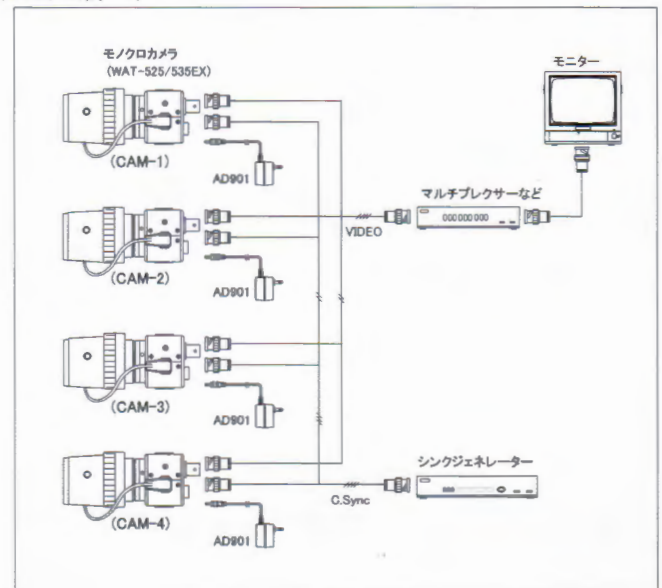 モノクロカメラ
(WAT-525/535EX)
モニター
(CAM-1)
AD901
マルチプレクサーなど
VIDEO
(CAM-2)
AD901
(CAM-3)
AD901
シンクジェネレーター
C.Sync
(CAM-4)
AD901